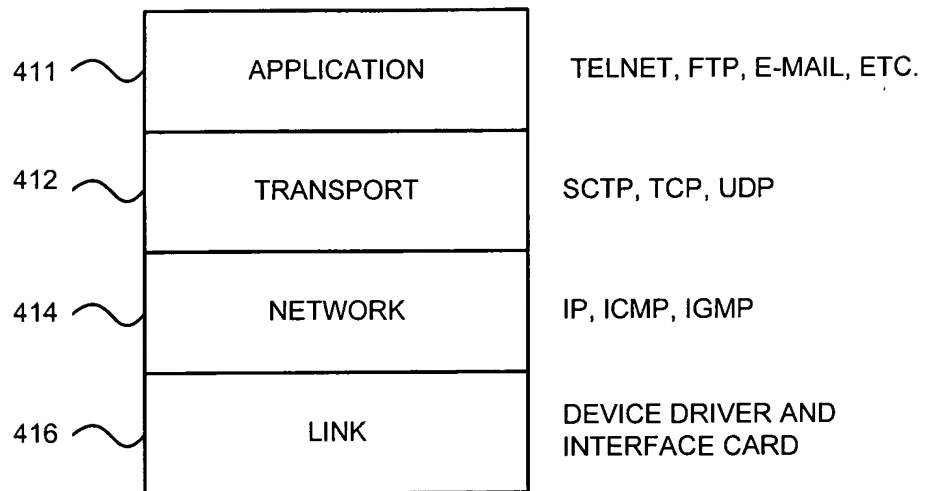 411 APPLICATION TELNET, FTP, E-MAIL, ETC.
412 TRANSPORT SCTP, TCP, UDP
414 NETWORK IP, ICMP, IGMP
416 LINK DEVICE DRIVER AND
INTERFACE CARD